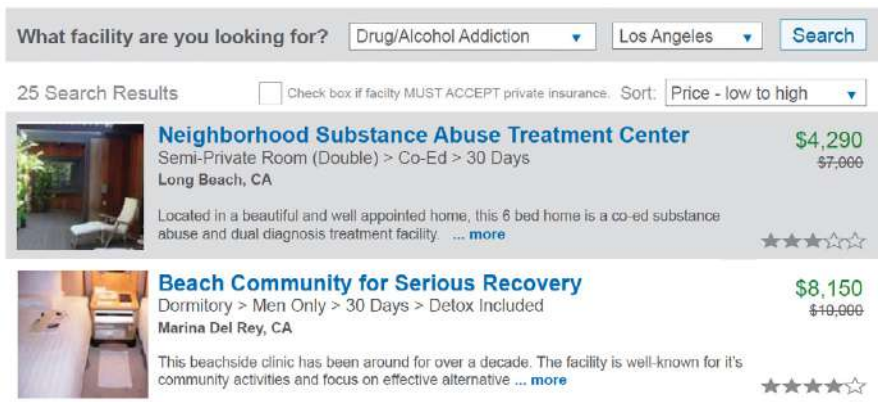 What facility are you looking for? Drug/Alcohol Addiction Los Angeles Search
25 Search Results Check box if facilty MUST ACCEPT private insurance. Sort: Price - low to high
Neighborhood Substance Abuse Treatment Center $4,290
Semi-Private Room (Double) > Co-Ed > 30 Days $7,000
Long Beach, CA
Located in a beautiful and well appointed home, this 6 bed home is a co-ed substance
abuse and dual diagnosis treatment facility. ... more
Beach Community for Serious Recovery $8,150
Dormitory > Men Only > 30 Days > Detox Included $10,000
Marina Del Rey, CA
This beachside clinic has been around for over a decade. The facility is well-known for it's
community activities and focus on effective alternative ... more